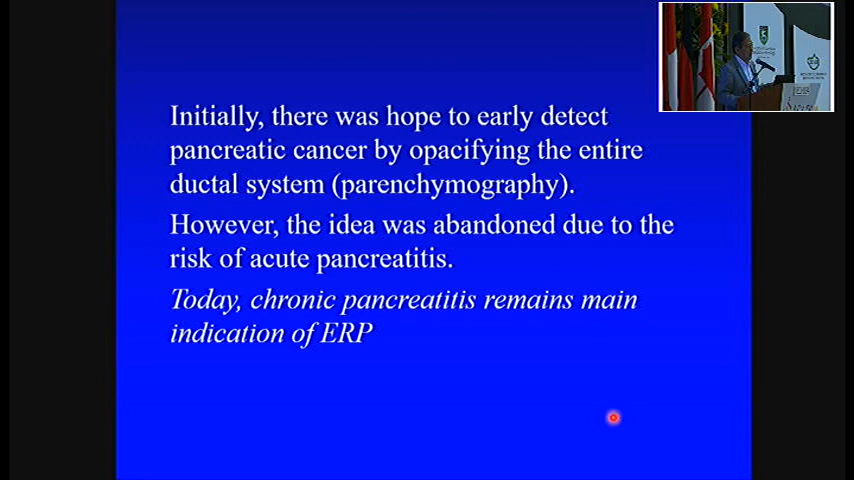 Initially, there was hope to early detect
pancreatic cancer by opacifying the entire
ductal system (parenchymography).
However, the idea was abandoned due to the
risk of acute pancreatitis.
Today, chronic pancreatitis remains main
indication of ERP